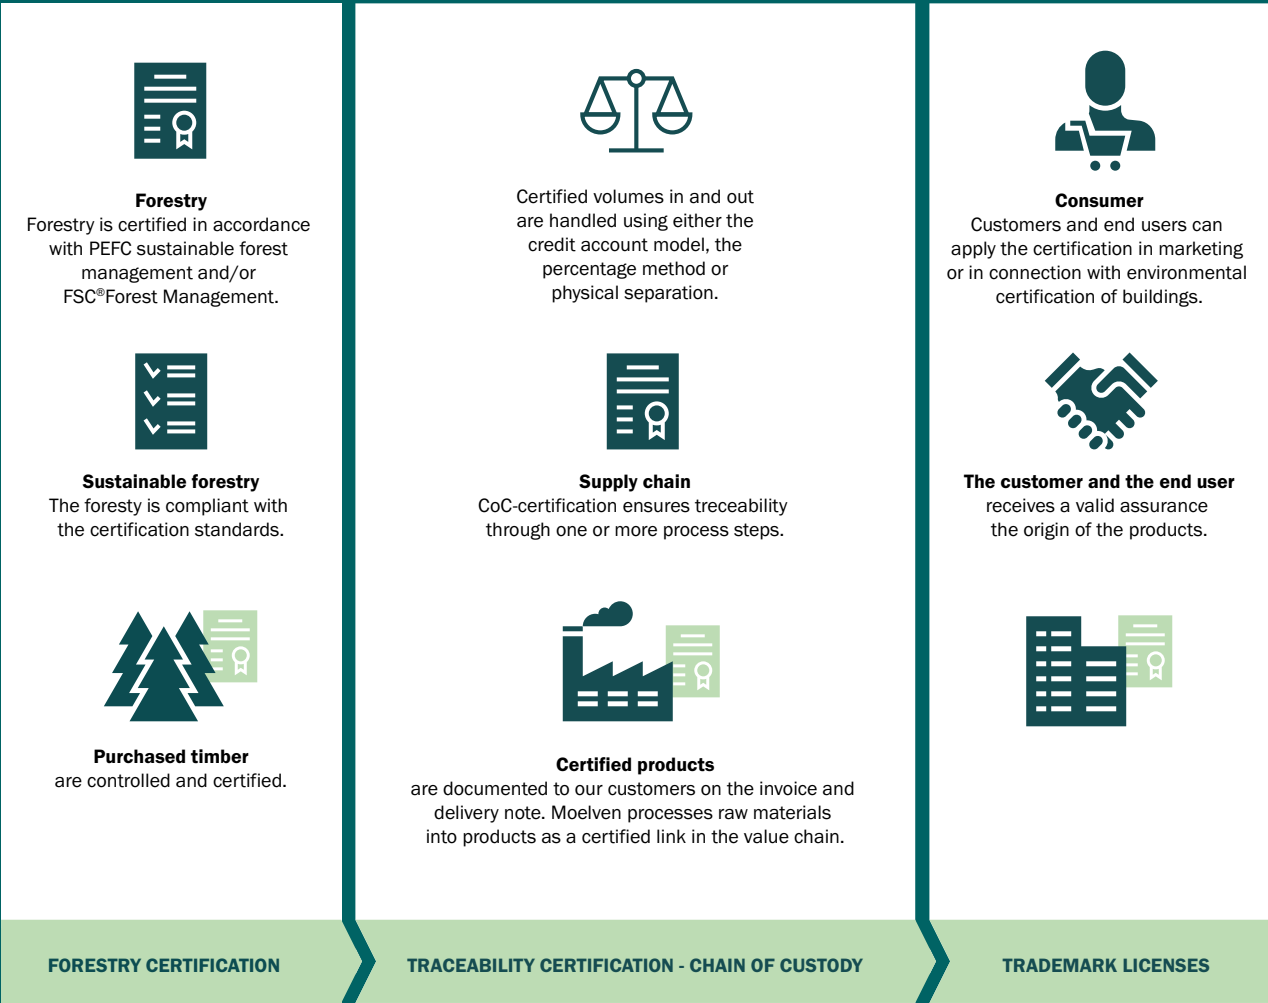 Forestry
Forestry is certified in accordance
with PEFC sustainable forest
management and/or
FSC®Forest Management.
Sustainable forestry
The foresty is compliant with
the certification standards.
Purchased timber
are controlled and certified.
FORESTRY CERTIFICATION
Certified volumes in and out
are handled using either the
credit account model, the
percentage method or
physical separation.
Supply chain
CoC-certification ensures treceability
through one or more process steps.
Certified products
are documented to our customers on the invoice and
delivery note. Moelven processes raw materials
into products as a certified link in the value chain.
TRACEABILITY CERTIFICATION - CHAIN OF CUSTODY
Consumer
Customers and end users can
apply the certification in marketing
or in connection with environmental
certification of buildings.
The customer and the end user
receives a valid assurance
the origin of the products.
TRADEMARK LICENSES